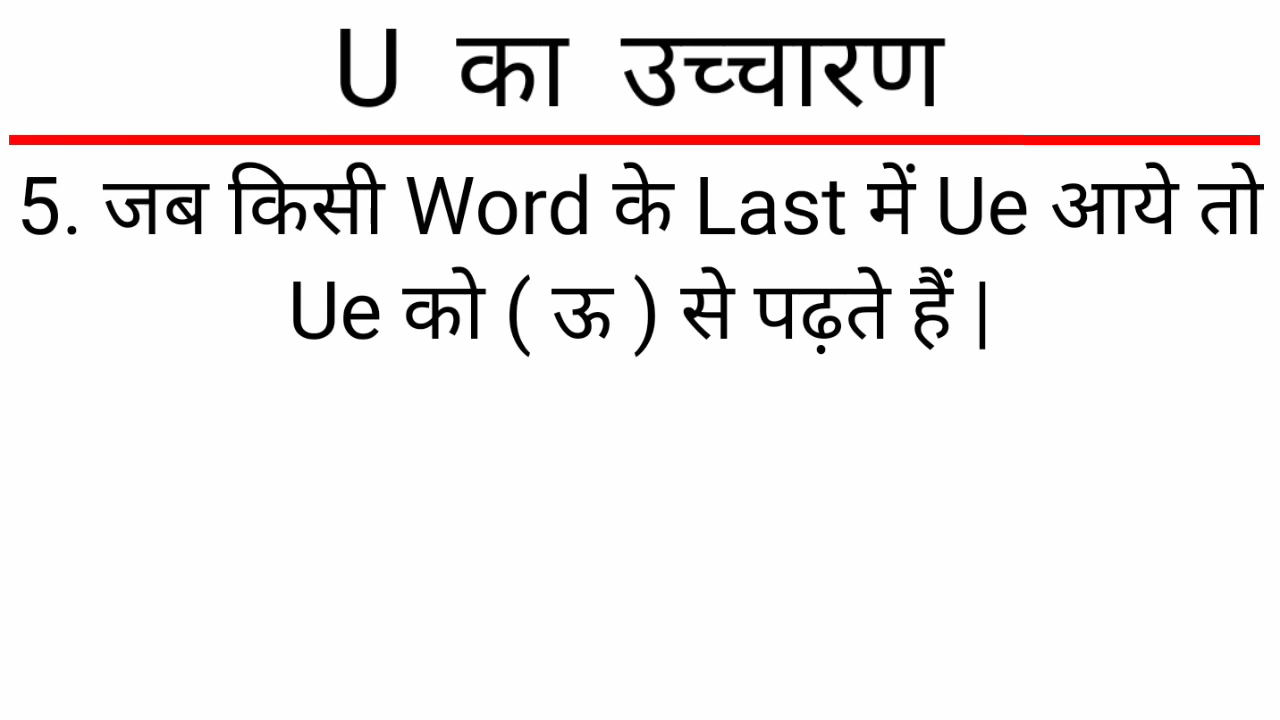 U का उच्चारण
5. जब किसी Word के Last में Ue आये तो
Ue को ( ऊ ) से पढ़ते हैं |